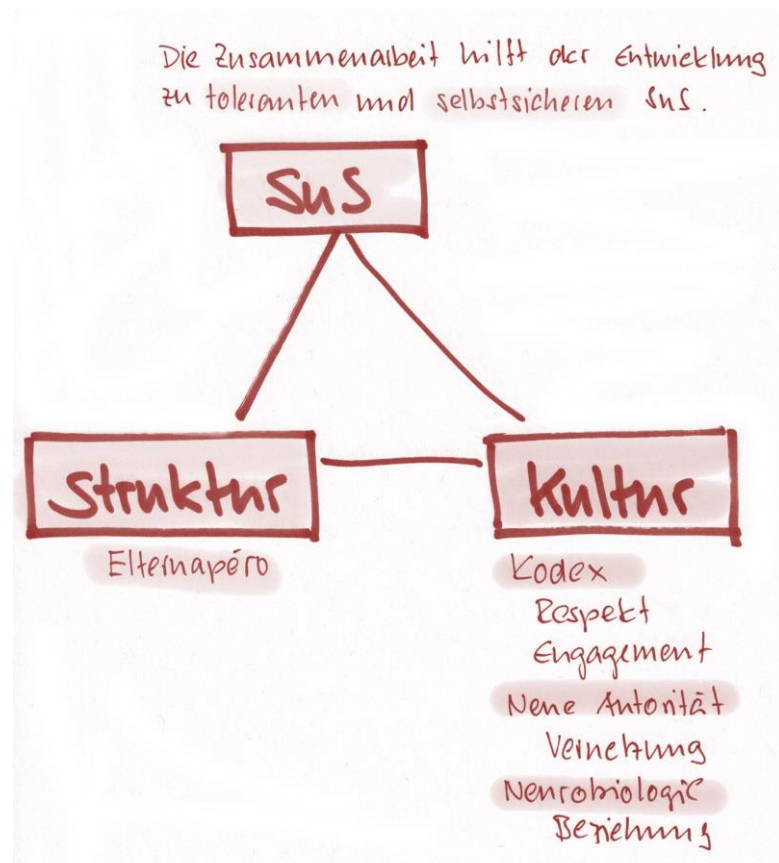 Die Zusammenarbeit hilft der Entwicklung
zu toleranten und selbstsicheren SuS.
SuS
Struktur
Kultur
Elternapéro
Kodex
Respekt
Engagement
Neue Autorität
Vernetzung
Neurobiologie
Beziehung